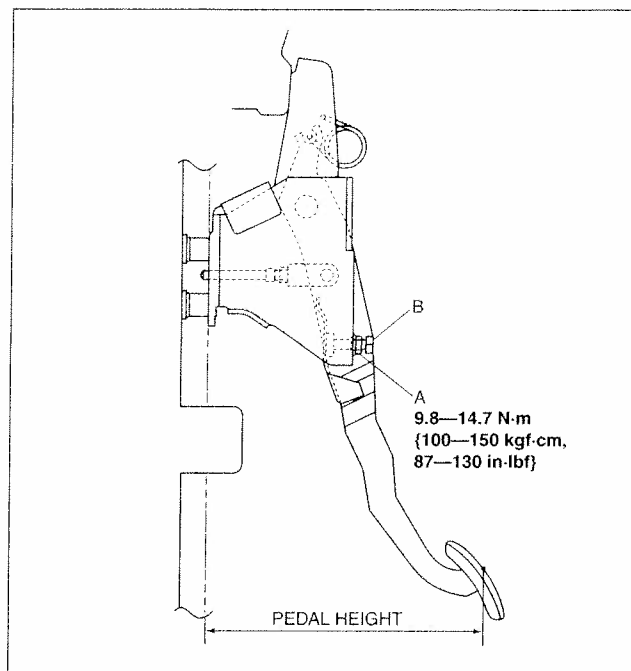 B
A
9.8—14.7 N·m
{100—150 kgf·cm,
87—130 in·lbf}
PEDAL HEIGHT